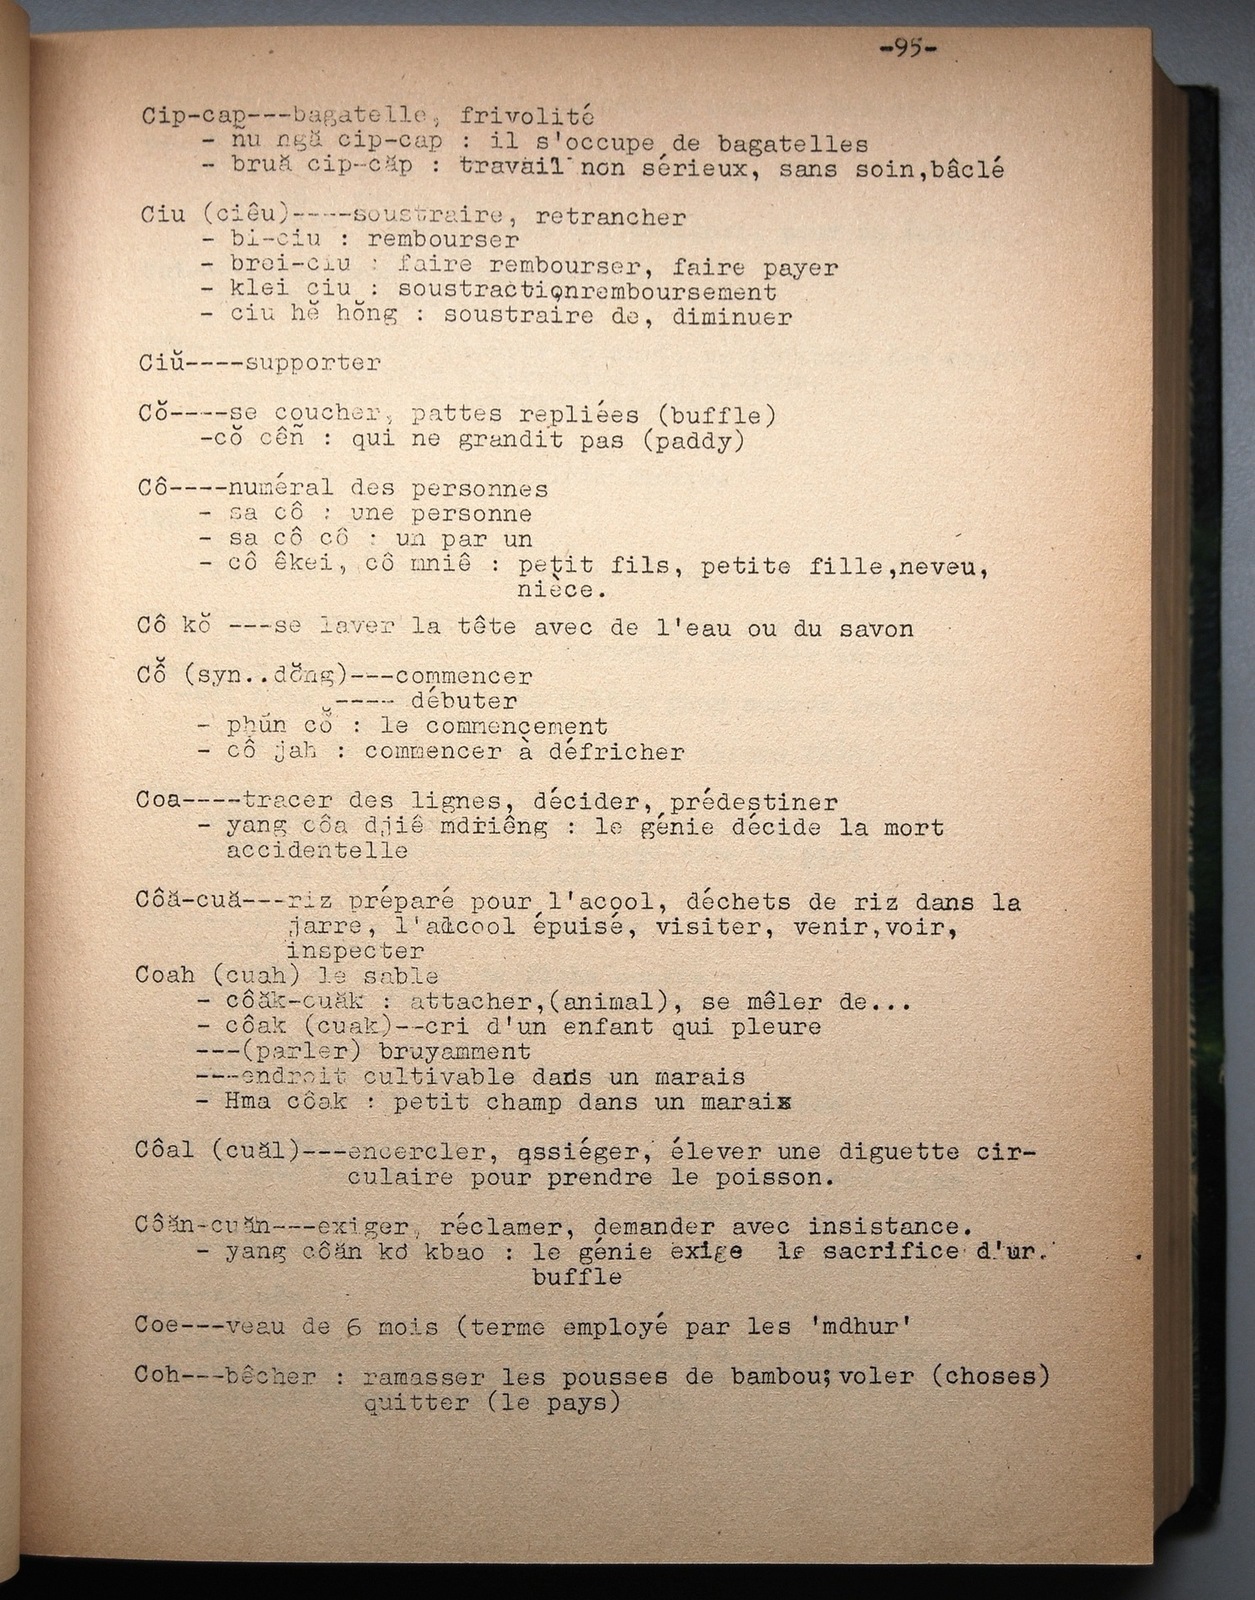 -95-
Cip-cap---bagatelle, frivolité
- ñu ngă cip-cap : il s'occupe de bagatelles
- bruă cip-căp : travail non sérieux, sans soin,bâclé
Ciu (ciêu)-----soustraire, retrancher
- bi-ciu : rembourser
- brei-ciu : faire rembourser, faire payer
- klei ciu : soustractionremboursement
- ciu hĕ hŏng : soustraire de, diminuer
Ciŭ----supporter
Cŏ----se coucher, pattes repliées (buffle)
-cŏ cêñ : qui ne grandit pas (paddy)
Cô----numéral des personnes
- sa cô : une personne
- sa cô cô : un par un
- cô êkei, cô mniê : petit fils, petite fille,neveu,
nièce.
Cô kŏ ---se laver la tête avec de l'eau ou du savon
Cô̆ (syn..dŏng)---commencer
----- débuter
- phŭn cô̆ : le commencement
- cô jah : commencer à défricher
Coa----tracer des lignes, décider, prédestiner
- yang côa djiê mdriêng : le génie décide la mort
accidentelle
Côă-cuă---riz préparé pour l'acool, déchets de riz dans la
jarre, l'adcool épuisé, visiter, venir,voir,
inspecter
Coah (cuah) le sable
- côăk-cuăk : attacher,(animal), se mêler de...
- côak (cuak)--cri d'un enfant qui pleure
---(parler) bruyamment
---endroit cultivable dans un marais
- Hma côak : petit champ dans un marais
Côal (cuăl)---encercler, qssiéger, élever une diguette cir-
culaire pour prendre le poisson.
Côăn-cuăn---exiger, réclamer, demander avec insistance.
- yang côăn kơ kbao : le génie exige le sacrifice d'un
buffle
Coe---veau de 6 mois (terme employé par les 'mdhur'
Coh---bêcher : ramasser les pousses de bambou; voler (choses)
quitter (le pays)